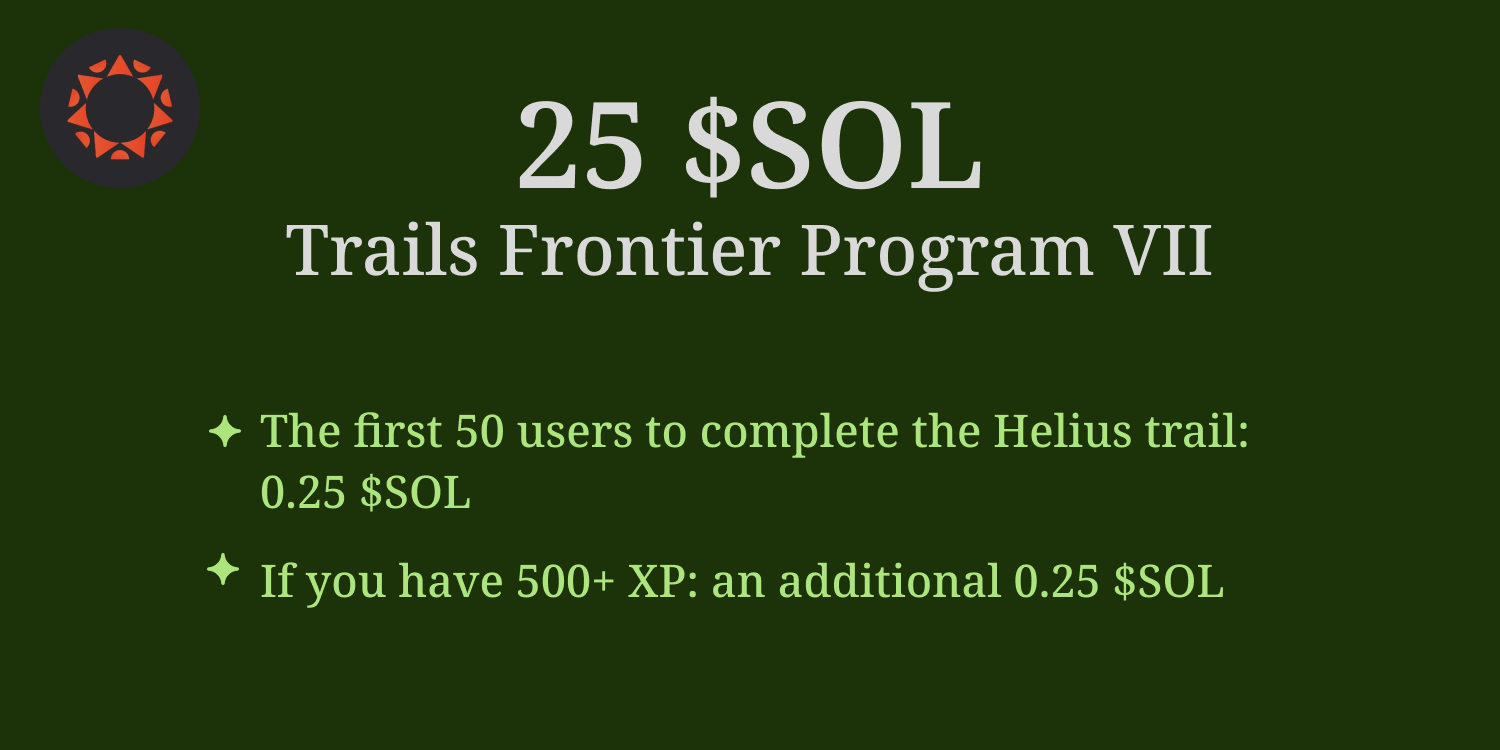 25 $SOL
Trails Frontier Program VII
The first 50 users to complete the Helius trail:
0.25 $SOL
If you have 500+ XP: an additional 0.25 $SOL